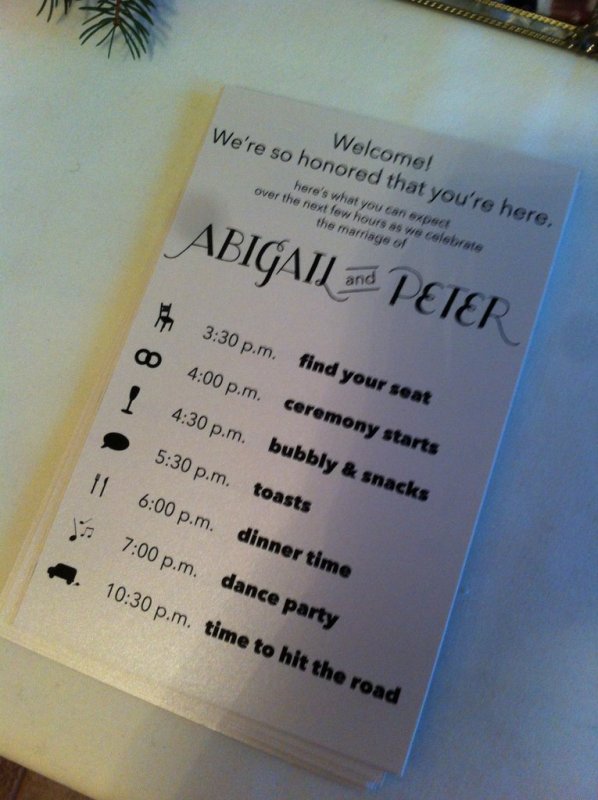 Welcome!
We're so honored that you're here.
here's what you can expect
over the next few hours as we celebrate
the marriage of
ABIGAIL and PETER
3:30 p.m. find your seat
4:00 p.m. ceremony starts
4:30 p.m. bubbly & snacks
5:30 p.m. toasts
6:00 p.m. dinner time
7:00 p.m. dance party
10:30 p.m. time to hit the road